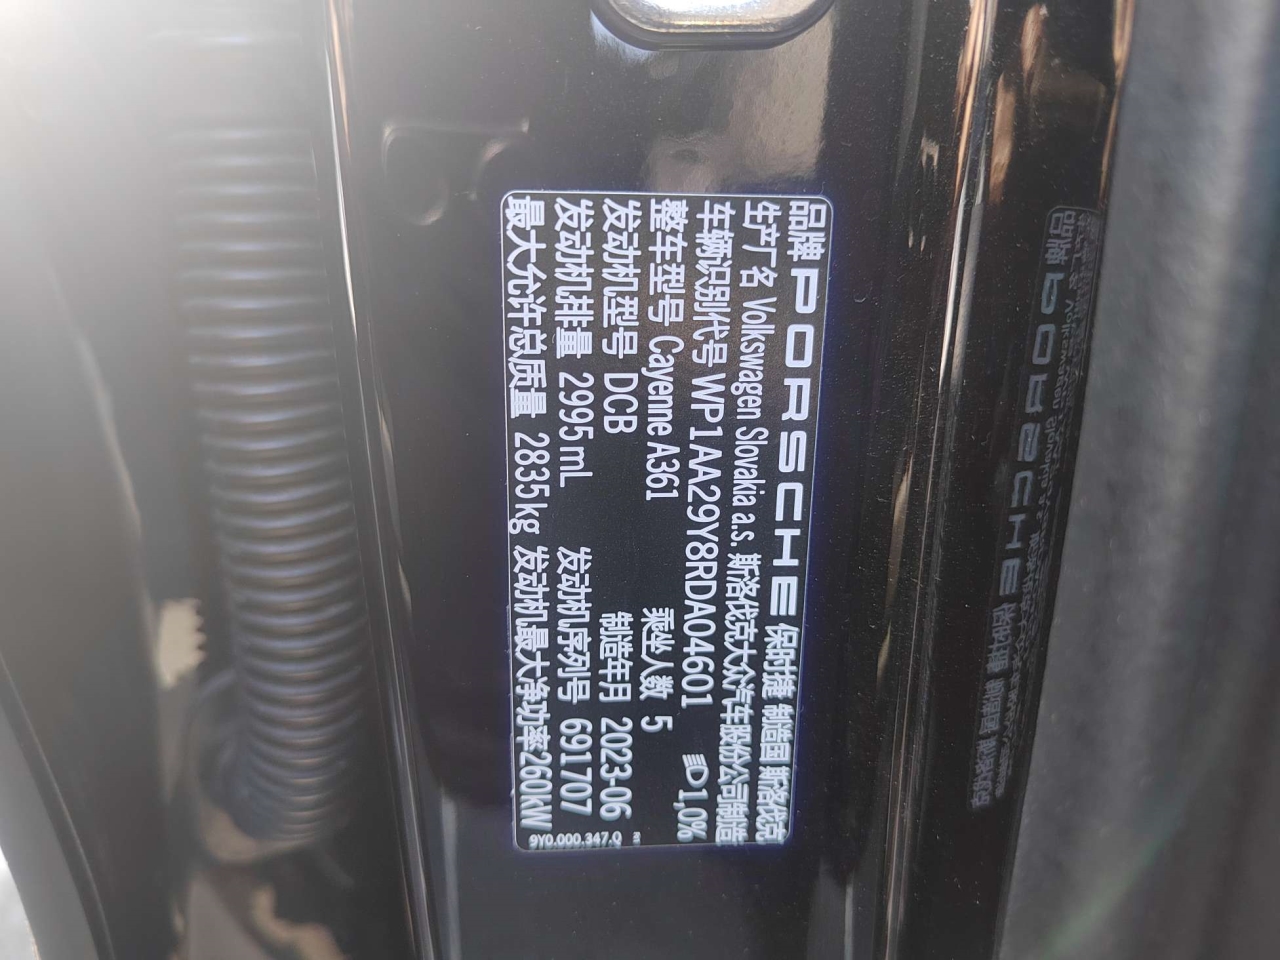 品牌 PORSCHE 保时捷 制造国 斯洛伐克
生产厂名 Volkswagen Slovakia a.s. 斯洛伐克大众汽车股份公司制造
车辆识别代号 WP1AA29Y8RDA04601 1,0%
整车型号 Cayenne A361 乘坐人数 5
发动机型号 DCB 制造年月 2023-06
发动机排量 2995mL 发动机序列号 691707
最大允许总质量 2835kg 发动机最大净功率260kW
9Y0.000.347.Q